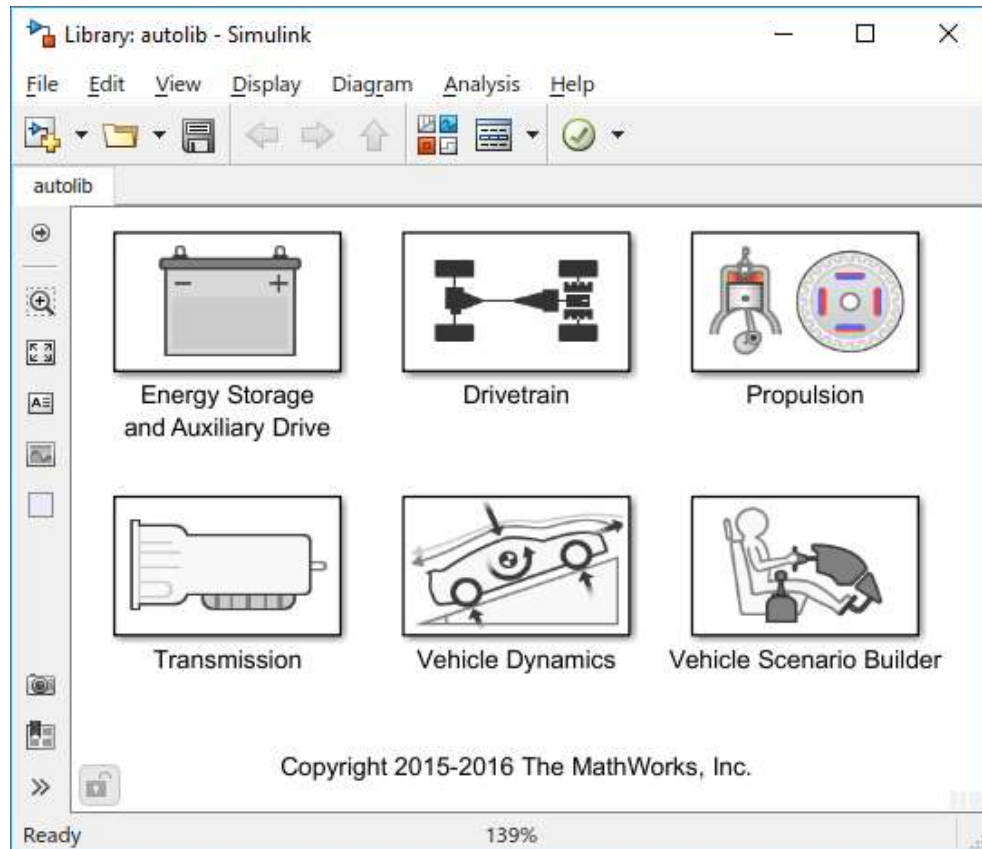 Library: autolib - Simulink
File Edit View Display Diagram Analysis Help
autolib
Energy Storage
and Auxiliary Drive
Drivetrain
Propulsion
Transmission
Vehicle Dynamics
Vehicle Scenario Builder
Copyright 2015-2016 The MathWorks, Inc.
Ready
139%